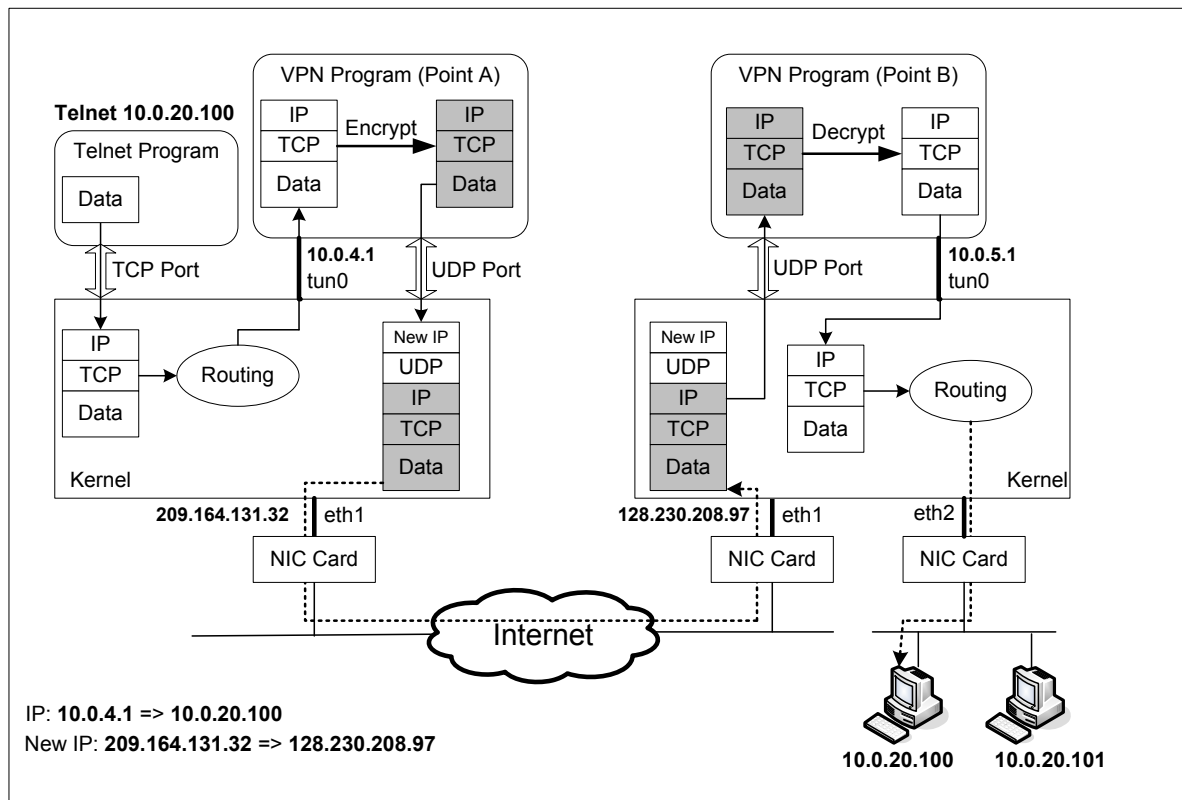 VPN Program (Point A)
IP
TCP
Data
Encrypt
IP
TCP
Data
Telnet 10.0.20.100
Telnet Program
Data
TCP Port
10.0.4.1
tun0
UDP Port
IP
TCP
Data
Routing
New IP
UDP
IP
TCP
Data
Kernel
209.164.131.32
eth1
NIC Card
VPN Program (Point B)
IP
TCP
Data
Decrypt
IP
TCP
Data
UDP Port
10.0.5.1
tun0
New IP
UDP
IP
TCP
Data
IP
TCP
Data
Routing
Kernel
128.230.208.97
eth1
eth2
NIC Card
NIC Card
Internet
IP: 10.0.4.1 => 10.0.20.100
New IP: 209.164.131.32 => 128.230.208.97
10.0.20.100
10.0.20.101